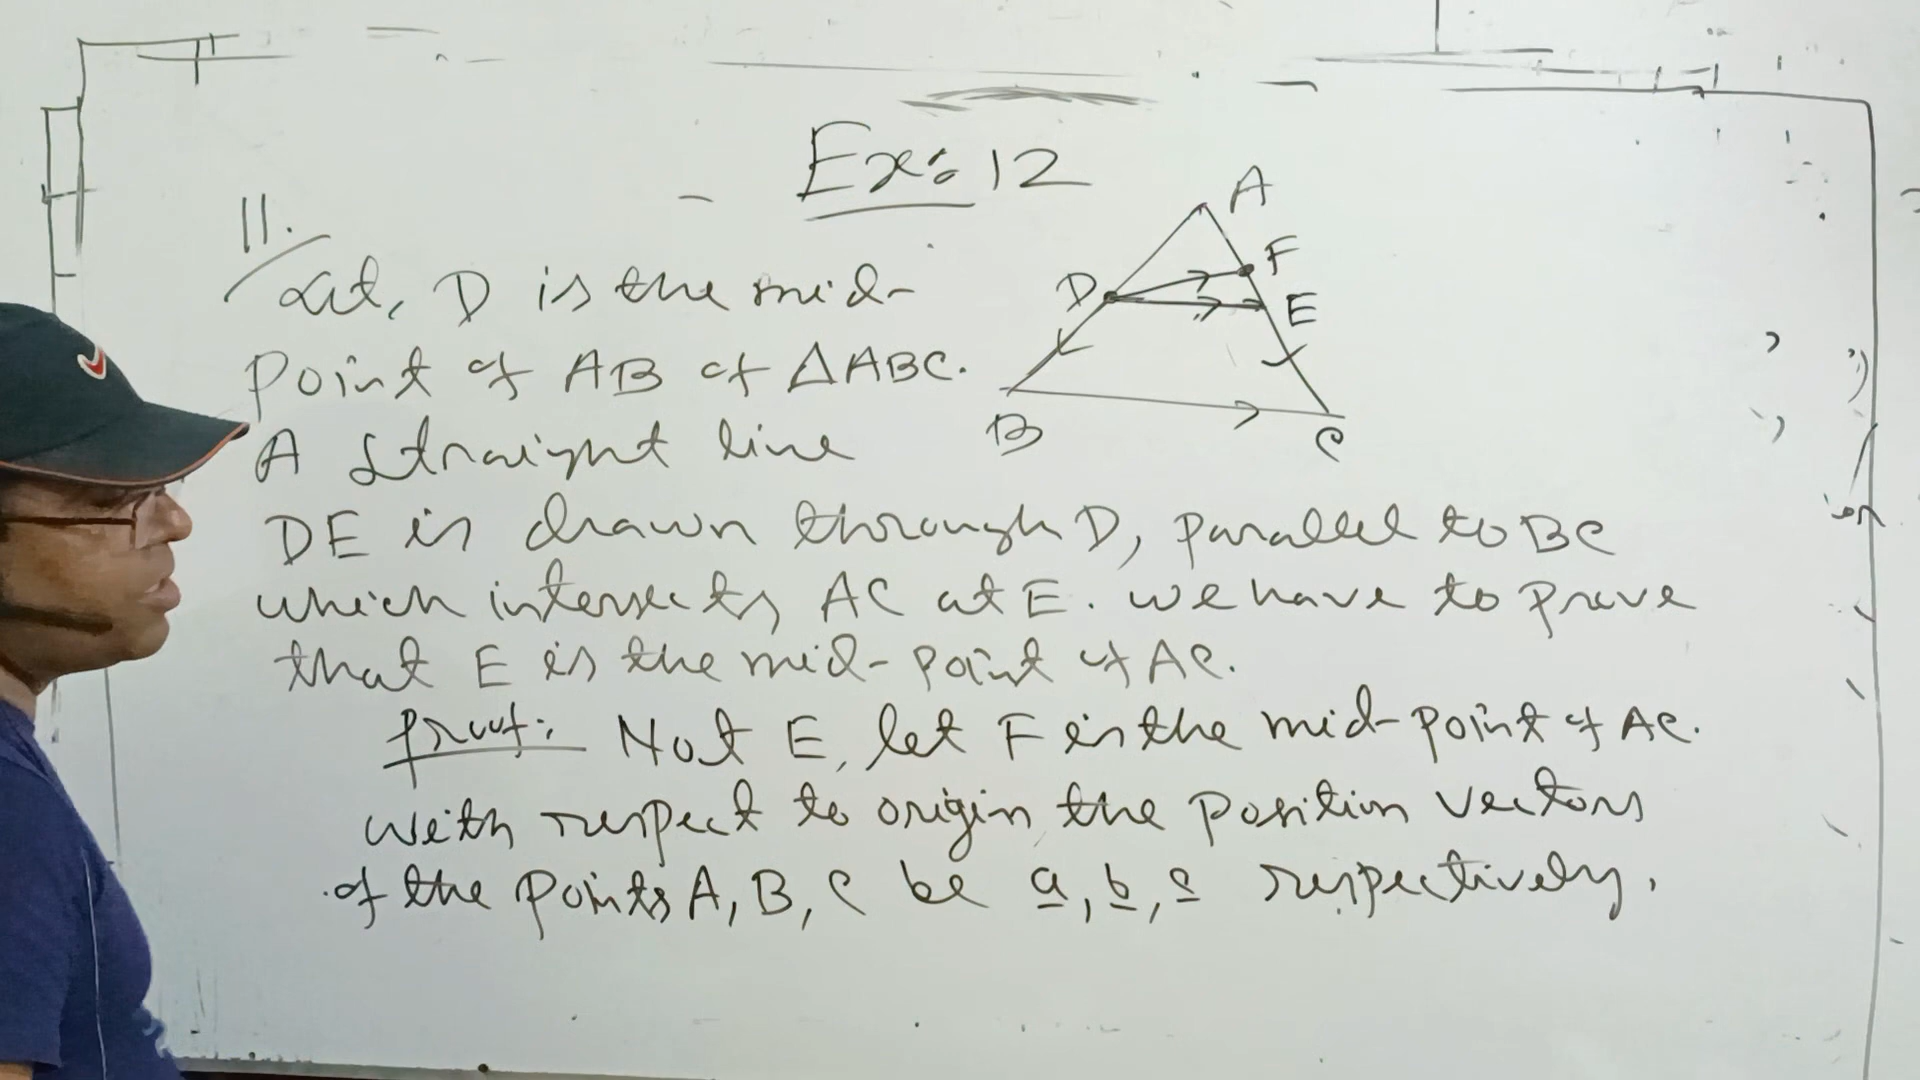 Ex: 12
11.
Let, D is the mid-
point of AB of △ABC.
A straight line
DE is drawn through D, parallel to BC
which intersects AC at E. we have to prove
that E is the mid-point of AC.
Proof: Not E, let F is the mid-point of AC.
With respect to origin the position vectors
of the points A, B, C be a, b, c respectively.
A
F
D
E
B
C